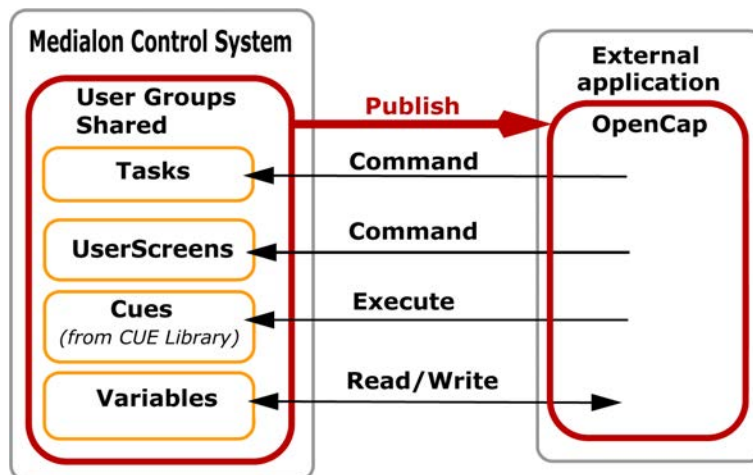 Medialon Control System
User Groups
Shared
Tasks
UserScreens
Cues
(from CUE Library)
Variables
Publish
Command
Command
Execute
Read/Write
External
application
OpenCap